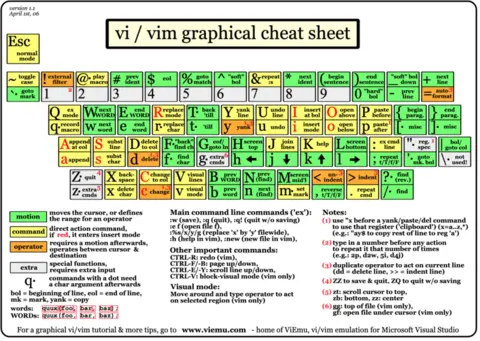 version 1.1
April 1st, 06
vi / vim graphical cheat sheet
Esc
normal mode
~ toggle case ! external filter @ play macro # prev ident $ eol % goto match ^ "soft" bol & repeat :s * next ident ( begin sentence ) end sentence _ "soft" bol down + next line
` goto mark 1 2 3 4 5 6 7 8 9 0 "hard" bol - prev line = auto format
Q ex mode W next WORD E end WORD R replace mode T back 'till Y yank line U undo line I insert at bol O open above P paste before { begin parag. } end parag.
q record macro w next word e end word r replace char t 'till y yank u undo i insert mode o open below p paste after [ misc ] misc
A append at eol S subst line D delete to eol F "back" find ch G eof/ goto ln H screen top J join lines K help L screen bottom : ex cmd line " reg. spec | bol/ goto col
a append s subst char d delete f find char g extra cmds h j k l ; repeat t/T/f/F ' goto mk. bol \ not used!
Z quit X back-space C change to eol V visual lines B prev WORD N prev (find) M screen mid'l < un-indent > indent ? find (rev.)
z extra cmds x delete char c change v visual mode b prev word n next (find) m set mark , reverse t/T/f/F . repeat cmd / find
motion moves the cursor, or defines the range for an operator
command direct action command, if red, it enters insert mode
operator requires a motion afterwards, operates between cursor & destination
extra special functions, requires extra input
q· commands with a dot need a char argument afterwards
bol = beginning of line, eol = end of line,
mk = mark, yank = copy
words: quux(foo, bar, baz);
WORDs: quux(foo, bar, baz);
Main command line commands ('ex'):
:w (save), :q (quit), :q! (quit w/o saving)
:e f (open file f),
:%s/x/y/g (replace 'x' by 'y' filewide),
:h (help in vim), :new (new file in vim),
Other important commands:
CTRL-R: redo (vim),
CTRL-F/-B: page up/down,
CTRL-E/-Y: scroll line up/down,
CTRL-V: block-visual mode (vim only)
Visual mode:
Move around and type operator to act
on selected region (vim only)
Notes:
(1) use "x before a yank/paste/del command
to use that register ('clipboard') (x=a..z,*)
(e.g.: "ay$ to copy rest of line to reg 'a')
(2) type in a number before any action
to repeat it that number of times
(e.g.: 2p, d2w, 5i, d4j)
(3) duplicate operator to act on current line
(dd = delete line, >> = indent line)
(4) ZZ to save & quit, ZQ to quit w/o saving
(5) zt: scroll cursor to top,
zb: bottom, zz: center
(6) gg: top of file (vim only),
gf: open file under cursor (vim only)
For a graphical vi/vim tutorial & more tips, go to www.viemu.com - home of ViEmu, vi/vim emulation for Microsoft Visual Studio